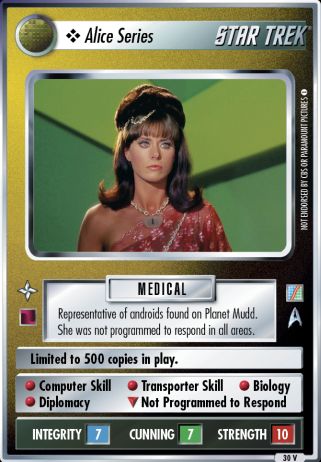 ❖ Alice Series
STAR TREK
NOT ENDORSED BY CBS OR PARAMOUNT PICTURES
MEDICAL
Representative of androids found on Planet Mudd.
She was not programmed to respond in all areas.
Limited to 500 copies in play.
Computer Skill Transporter Skill Biology
Diplomacy Not Programmed to Respond
INTEGRITY 7 CUNNING 7 STRENGTH 10
30 V